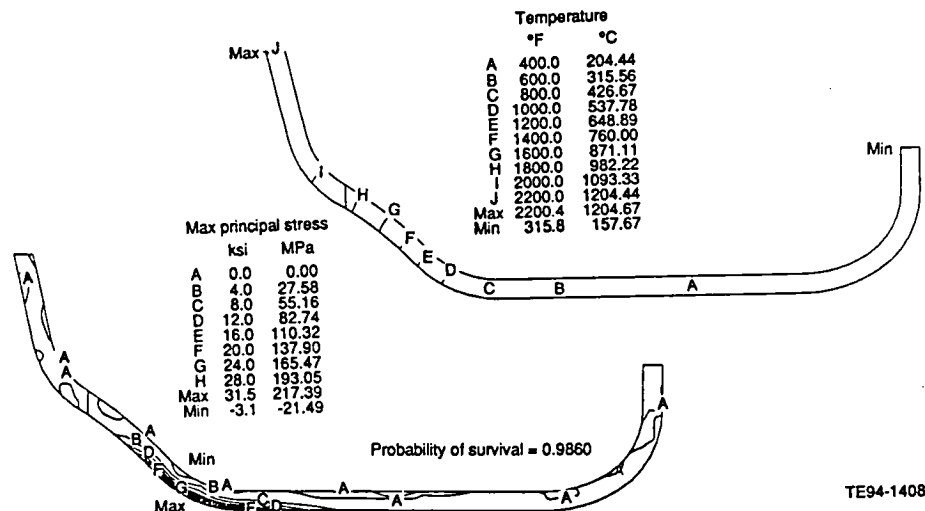 Temperature
°F °C
A 400.0 204.44
B 600.0 315.56
C 800.0 426.67
D 1000.0 537.78
E 1200.0 648.89
F 1400.0 760.00
G 1600.0 871.11
H 1800.0 982.22
I 2000.0 1093.33
J 2200.0 1204.44
Max 2200.4 1204.67
Min 315.8 157.67
Max J
I
H
G
F
E
D
C B A
Min
Max principal stress
ksi MPa
A 0.0 0.00
B 4.0 27.58
C 8.0 55.16
D 12.0 82.74
E 16.0 110.32
F 20.0 137.90
G 24.0 165.47
H 28.0 193.05
Max 31.5 217.39
Min -3.1 -21.49
A
A
A
A
B
D
F
G
Min
B A
Max
C
E D
A
A
A
A
Probability of survival = 0.9860
TE94-1408